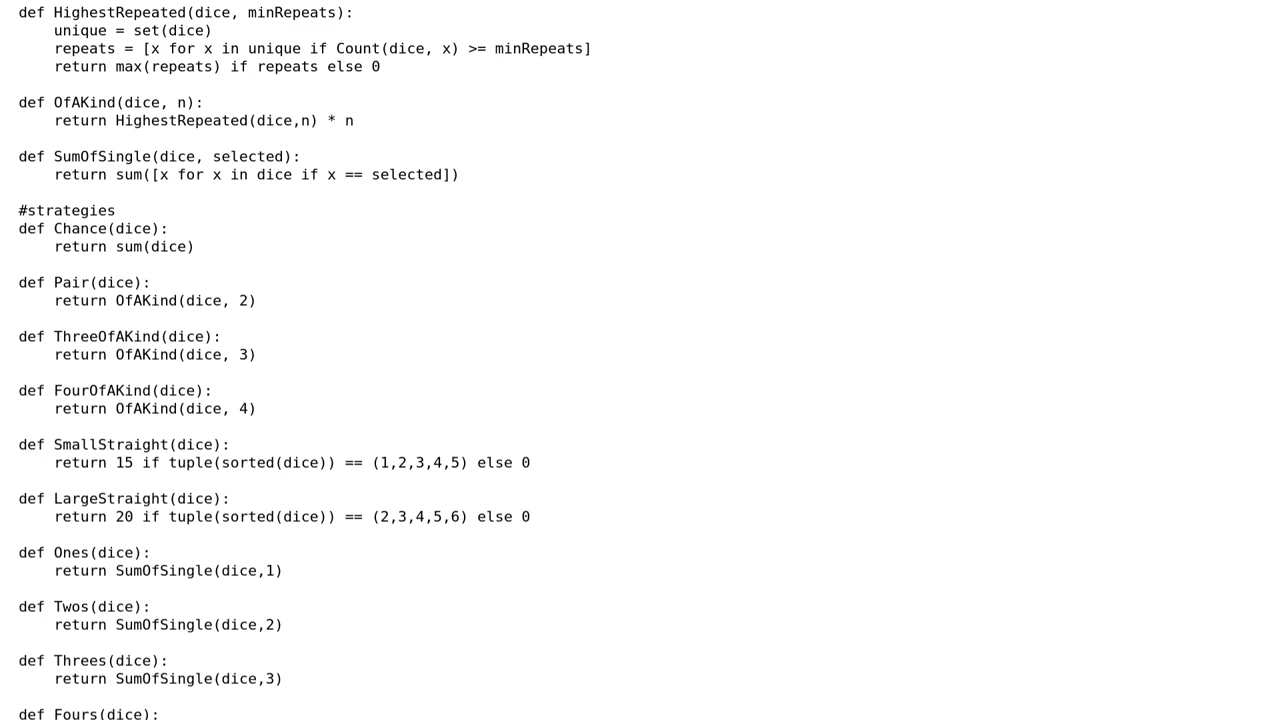 def HighestRepeated(dice, minRepeats):
    unique = set(dice)
    repeats = [x for x in unique if Count(dice, x) >= minRepeats]
    return max(repeats) if repeats else 0

def OfAKind(dice, n):
    return HighestRepeated(dice,n) * n

def SumOfSingle(dice, selected):
    return sum([x for x in dice if x == selected])

#strategies
def Chance(dice):
    return sum(dice)

def Pair(dice):
    return OfAKind(dice, 2)

def ThreeOfAKind(dice):
    return OfAKind(dice, 3)

def FourOfAKind(dice):
    return OfAKind(dice, 4)

def SmallStraight(dice):
    return 15 if tuple(sorted(dice)) == (1,2,3,4,5) else 0

def LargeStraight(dice):
    return 20 if tuple(sorted(dice)) == (2,3,4,5,6) else 0

def Ones(dice):
    return SumOfSingle(dice,1)

def Twos(dice):
    return SumOfSingle(dice,2)

def Threes(dice):
    return SumOfSingle(dice,3)

def Fours(dice):